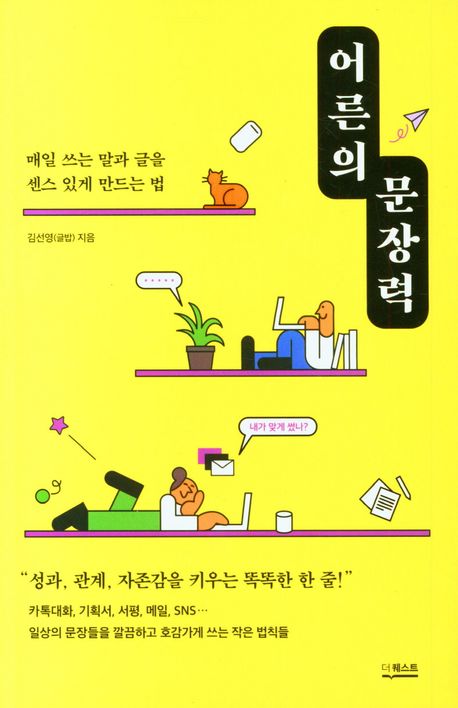 어른의
문장력
매일 쓰는 말과 글을
센스 있게 만드는 법
김선영(글밥) 지음
.....
내가 맞게 썼나?
“성과, 관계, 자존감을 키우는 똑똑한 한 줄!”
카톡대화, 기획서, 서평, 메일, SNS…
일상의 문장들을 깔끔하고 호감가게 쓰는 작은 법칙들
더퀘스트